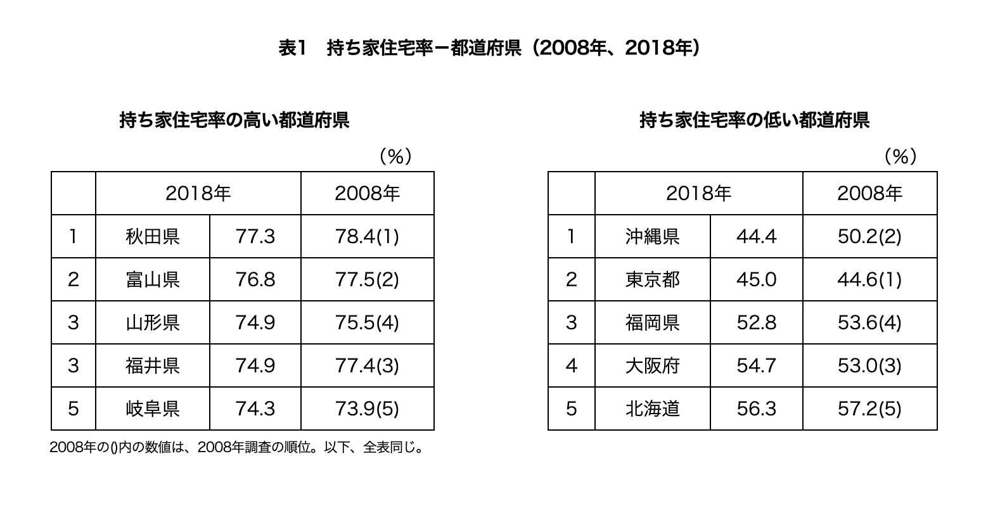 表1　持ち家住宅率－都道府県（2008年、2018年）
持ち家住宅率の高い都道府県
（%）
2018年 2008年
1 秋田県 77.3 78.4(1)
2 富山県 76.8 77.5(2)
3 山形県 74.9 75.5(4)
3 福井県 74.9 77.4(3)
5 岐阜県 74.3 73.9(5)
2008年の()内の数値は、2008年調査の順位。以下、全表同じ。
持ち家住宅率の低い都道府県
（%）
2018年 2008年
1 沖縄県 44.4 50.2(2)
2 東京都 45.0 44.6(1)
3 福岡県 52.8 53.6(4)
4 大阪府 54.7 53.0(3)
5 北海道 56.3 57.2(5)